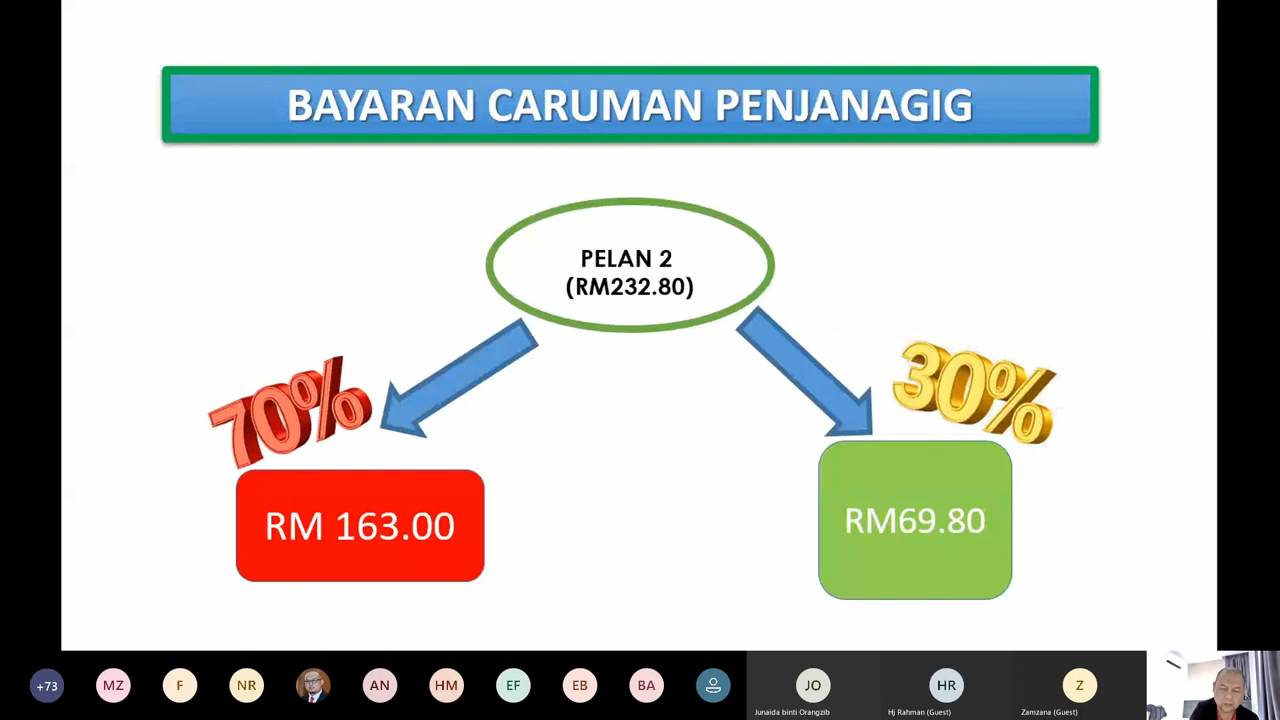 BAYARAN CARUMAN PENJANAGIG
PELAN 2
(RM232.80)
70%
30%
RM 163.00
RM69.80
+73
MZ
F
NR
AN
HM
EF
EB
BA
JO
HR
Z
Junaida binti Orangzib
Hj Rahman (Guest)
Zamzana (Guest)